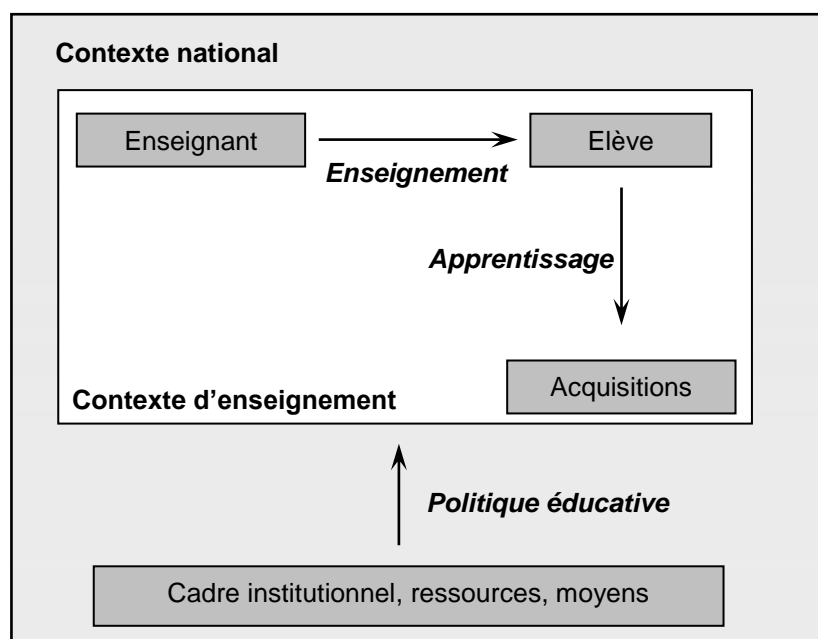 Contexte national
Enseignant
Elève
Enseignement
Apprentissage
Acquisitions
Contexte d’enseignement
Politique éducative
Cadre institutionnel, ressources, moyens